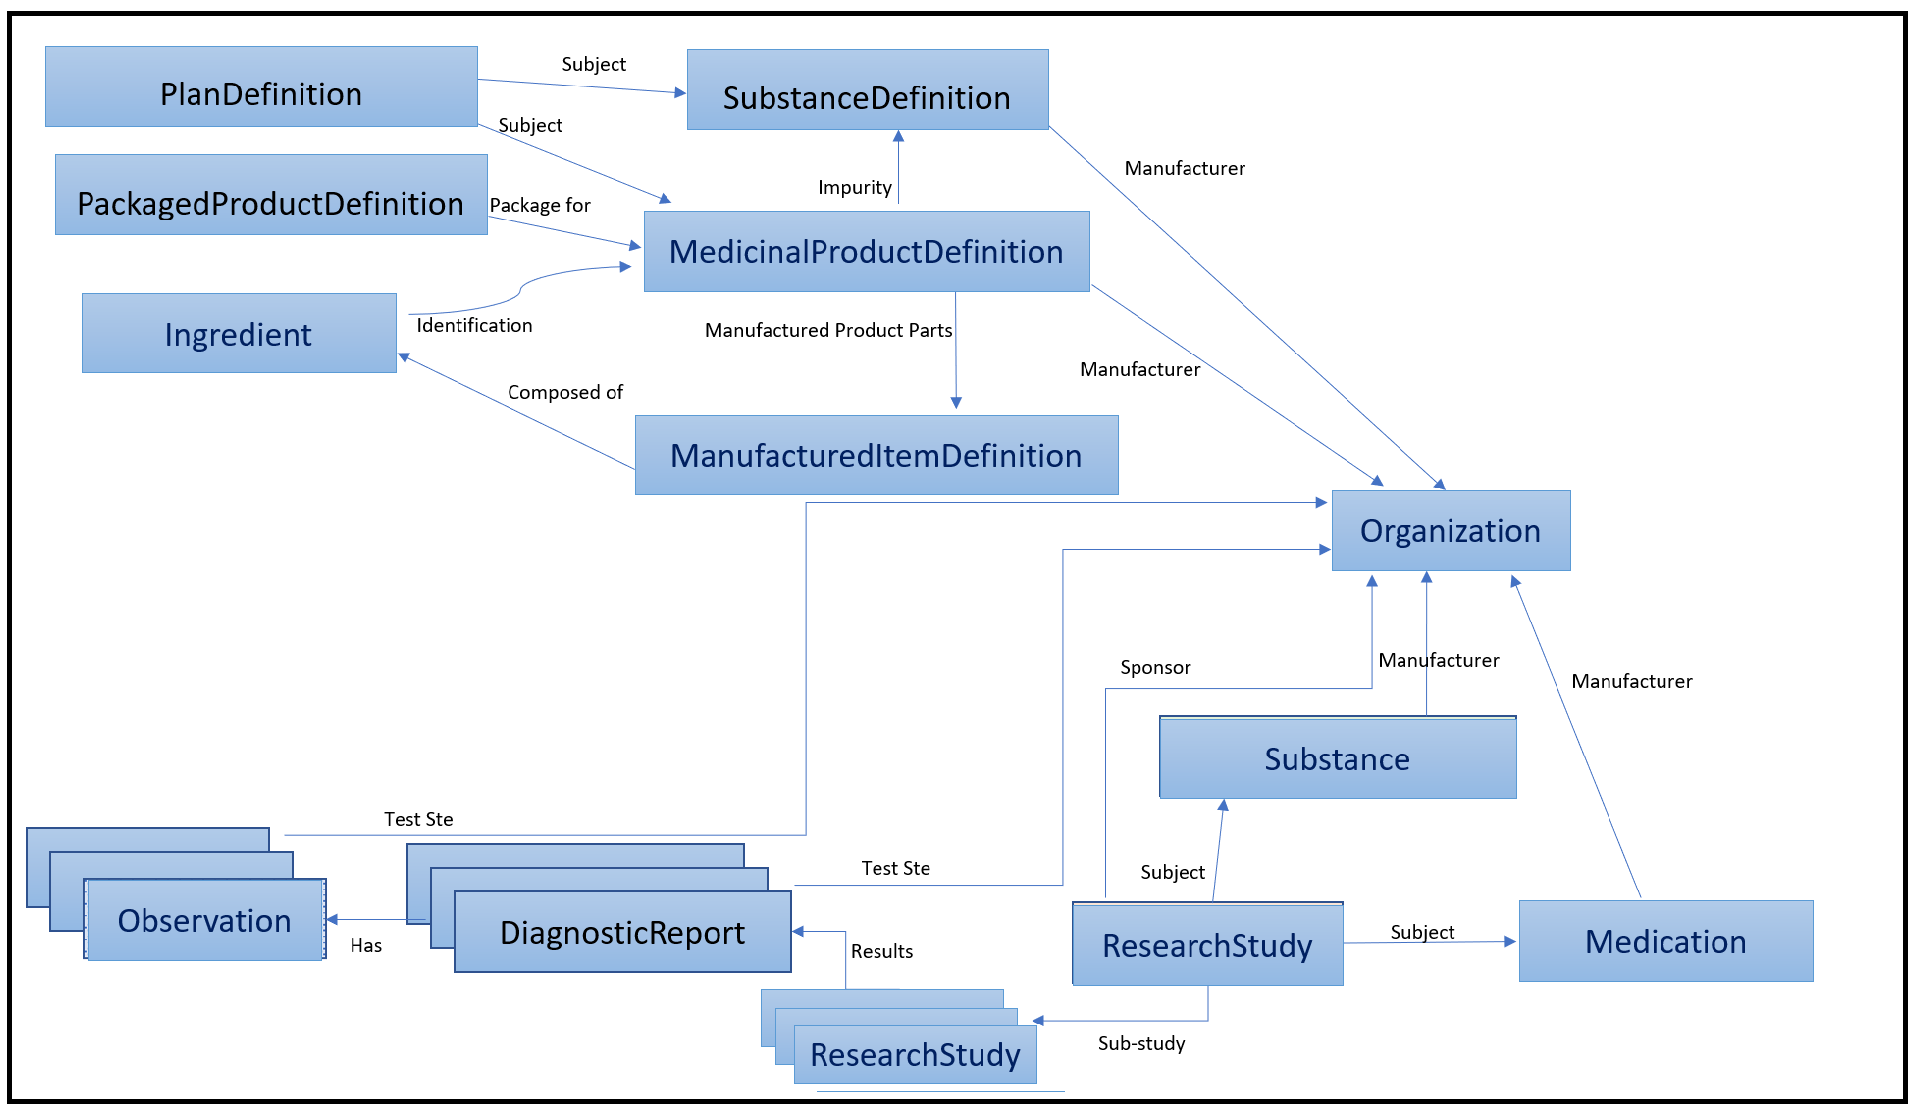 Subject
PlanDefinition
SubstanceDefinition
Subject
Manufacturer
Impurity
PackagedProductDefinition
Package for
MedicinalProductDefinition
Ingredient
Identification
Manufactured Product Parts
Manufacturer
Composed of
ManufacturedItemDefinition
Organization
Sponsor
Manufacturer
Manufacturer
Substance
Test Ste
Test Ste
Subject
Observation
Has
DiagnosticReport
Results
ResearchStudy
Subject
Medication
Sub-study
ResearchStudy